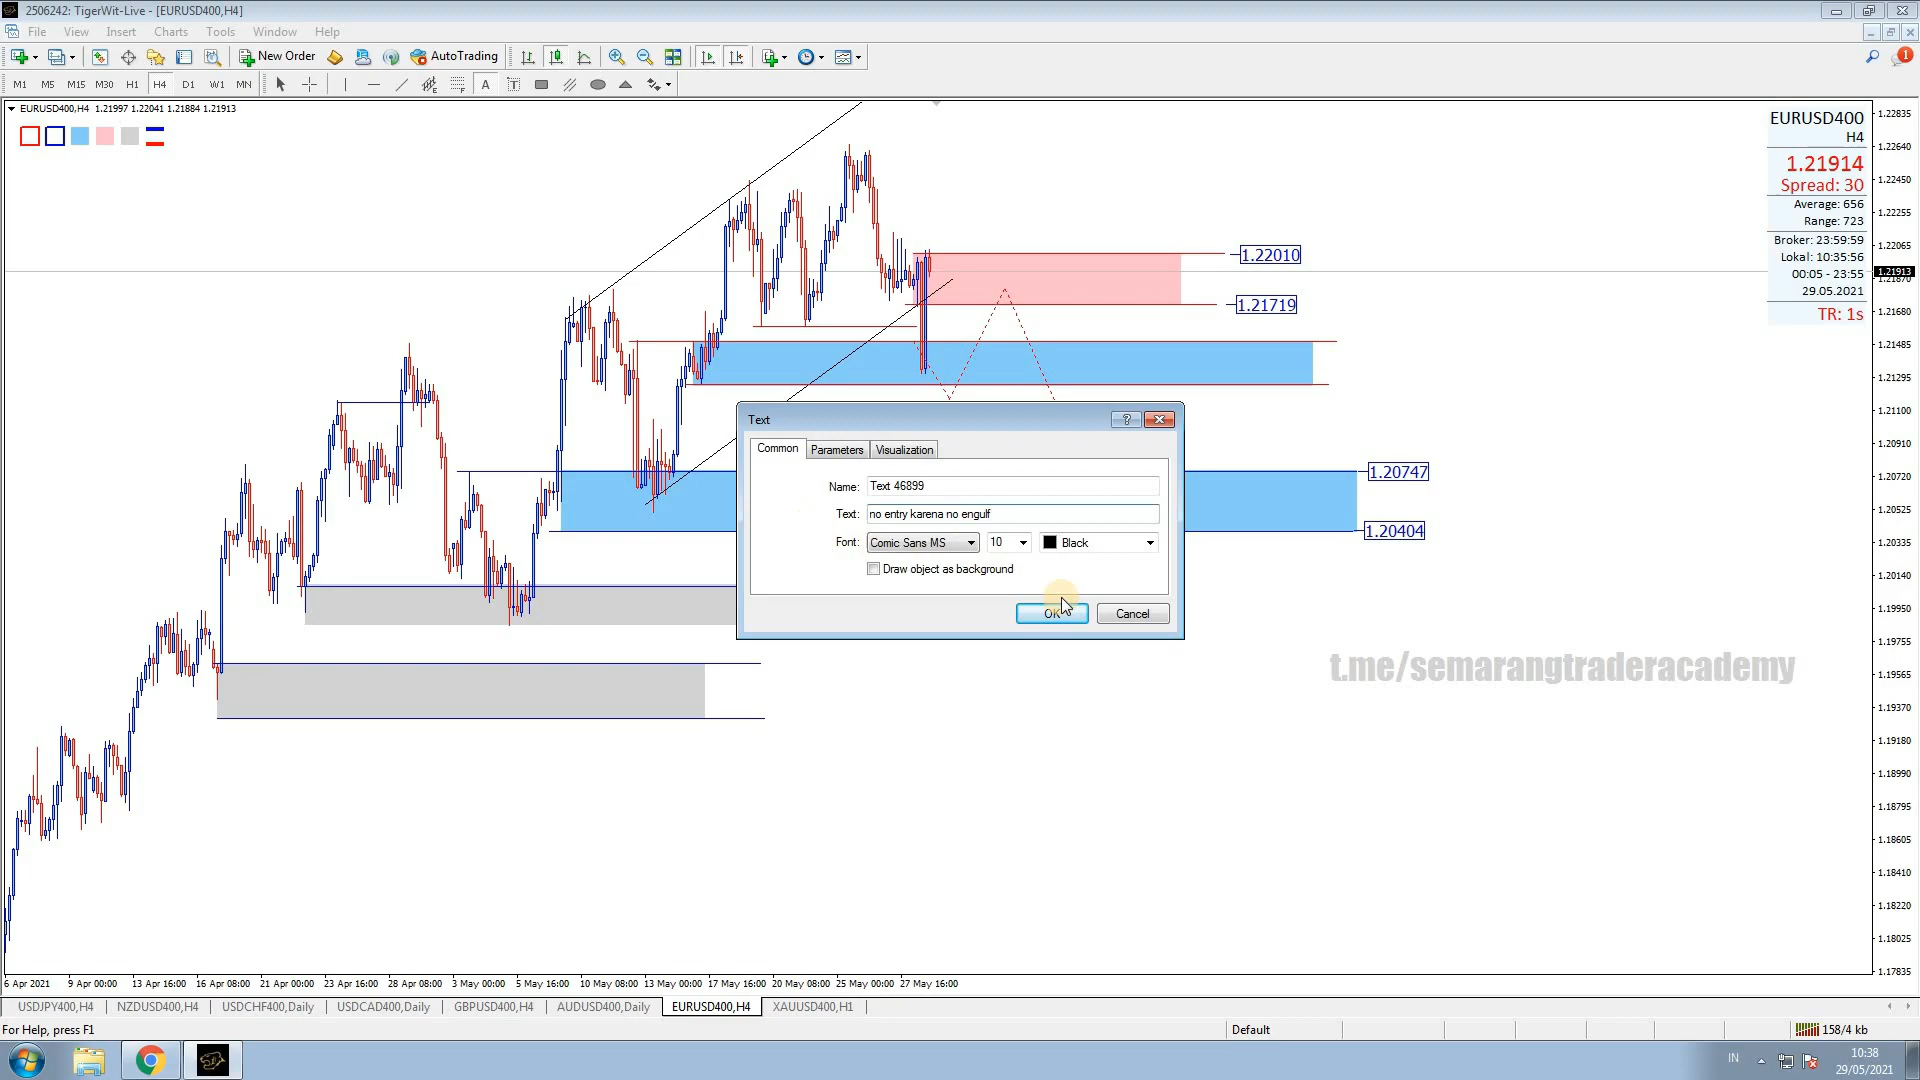 2506242: TigerWit-Live - [EURUSD400,H4]
File View Insert Charts Tools Window Help
New Order AutoTrading
M1 M5 M15 M30 H1 H4 D1 W1 MN A T
EURUSD400,H4 1.21997 1.22041 1.21884 1.21913
EURUSD400
H4
1.21914
Spread: 30
Average: 656
Range: 723
Broker: 23:59:59
Lokal: 10:35:56
00:05 - 23:55
29.05.2021
TR: 1s
1.22010
1.21719
1.20747
1.20404
1.22835
1.22640
1.22450
1.22255
1.22065
1.21913
1.21870
1.21680
1.21485
1.21295
1.21100
1.20910
1.20720
1.20525
1.20335
1.20140
1.19950
1.19755
1.19565
1.19370
1.19180
1.18990
1.18795
1.18605
1.18410
1.18220
1.18025
1.17835
Text
?
Common Parameters Visualization
Name: Text 46899
Text: no entry karena no engulf
Font: Comic Sans MS 10 Black
Draw object as background
OK Cancel
t.me/semarangtraderacademy
6 Apr 2021 9 Apr 00:00 13 Apr 16:00 16 Apr 08:00 21 Apr 00:00 23 Apr 16:00 28 Apr 08:00 3 May 00:00 5 May 16:00 10 May 08:00 13 May 00:00 17 May 16:00 20 May 08:00 25 May 00:00 27 May 16:00
USDJPY400,H4 NZDUSD400,H4 USDCHF400,Daily USDCAD400,Daily GBPUSD400,H4 AUDUSD400,Daily EURUSD400,H4 XAUUSD400,H1
For Help, press F1 Default 158/4 kb
IN 10:38
29/05/2021
1